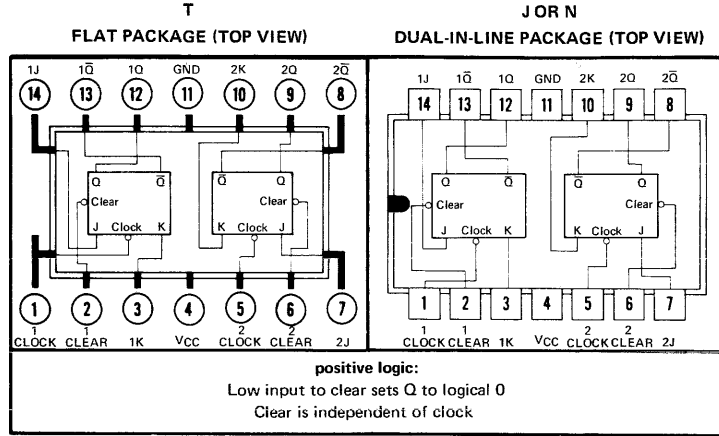 T
FLAT PACKAGE (TOP VIEW)
1J 1Q̅ 1Q GND 2K 2Q 2Q̅
14 13 12 11 10 9 8
Q Q̅ Q̅ Q
Clear Clear
J Clock K K Clock J
1 2 3 4 5 6 7
1 1 2 2
CLOCK CLEAR 1K VCC CLOCK CLEAR 2J
J OR N
DUAL-IN-LINE PACKAGE (TOP VIEW)
1J 1Q̅ 1Q GND 2K 2Q 2Q̅
14 13 12 11 10 9 8
Q Q̅ Q̅ Q
Clear Clear
J Clock K K Clock J
1 2 3 4 5 6 7
1 1 2 2
CLOCK CLEAR 1K VCC CLOCK CLEAR 2J
positive logic:
Low input to clear sets Q to logical 0
Clear is independent of clock